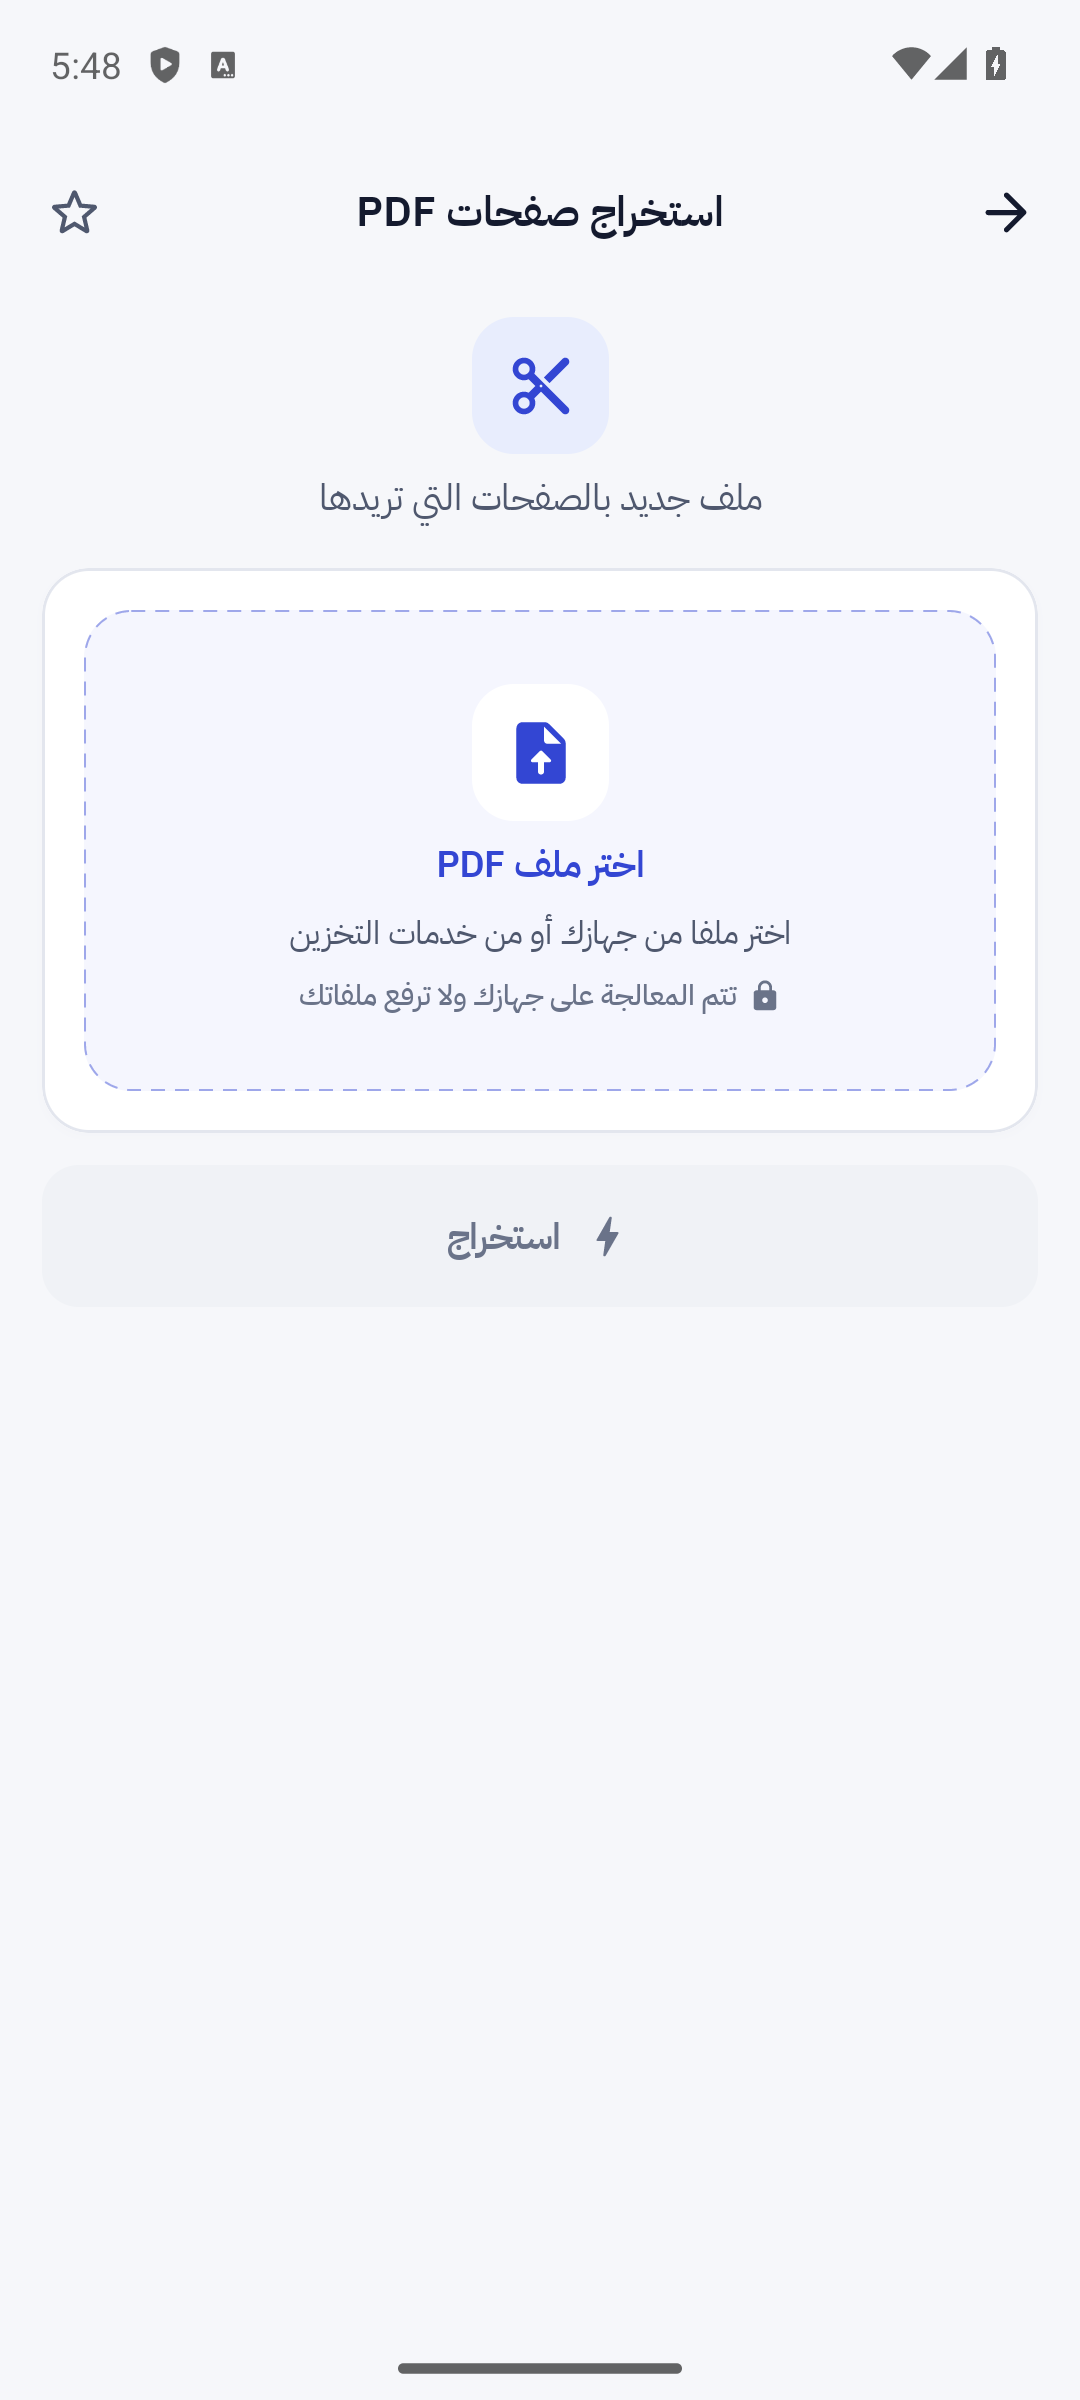 5:48
استخراج صفحات PDF
ملف جديد بالصفحات التي تريدها
اختر ملف PDF
اختر ملفا من جهازك أو من خدمات التخزين
تتم المعالجة على جهازك ولا ترفع ملفاتك
استخراج